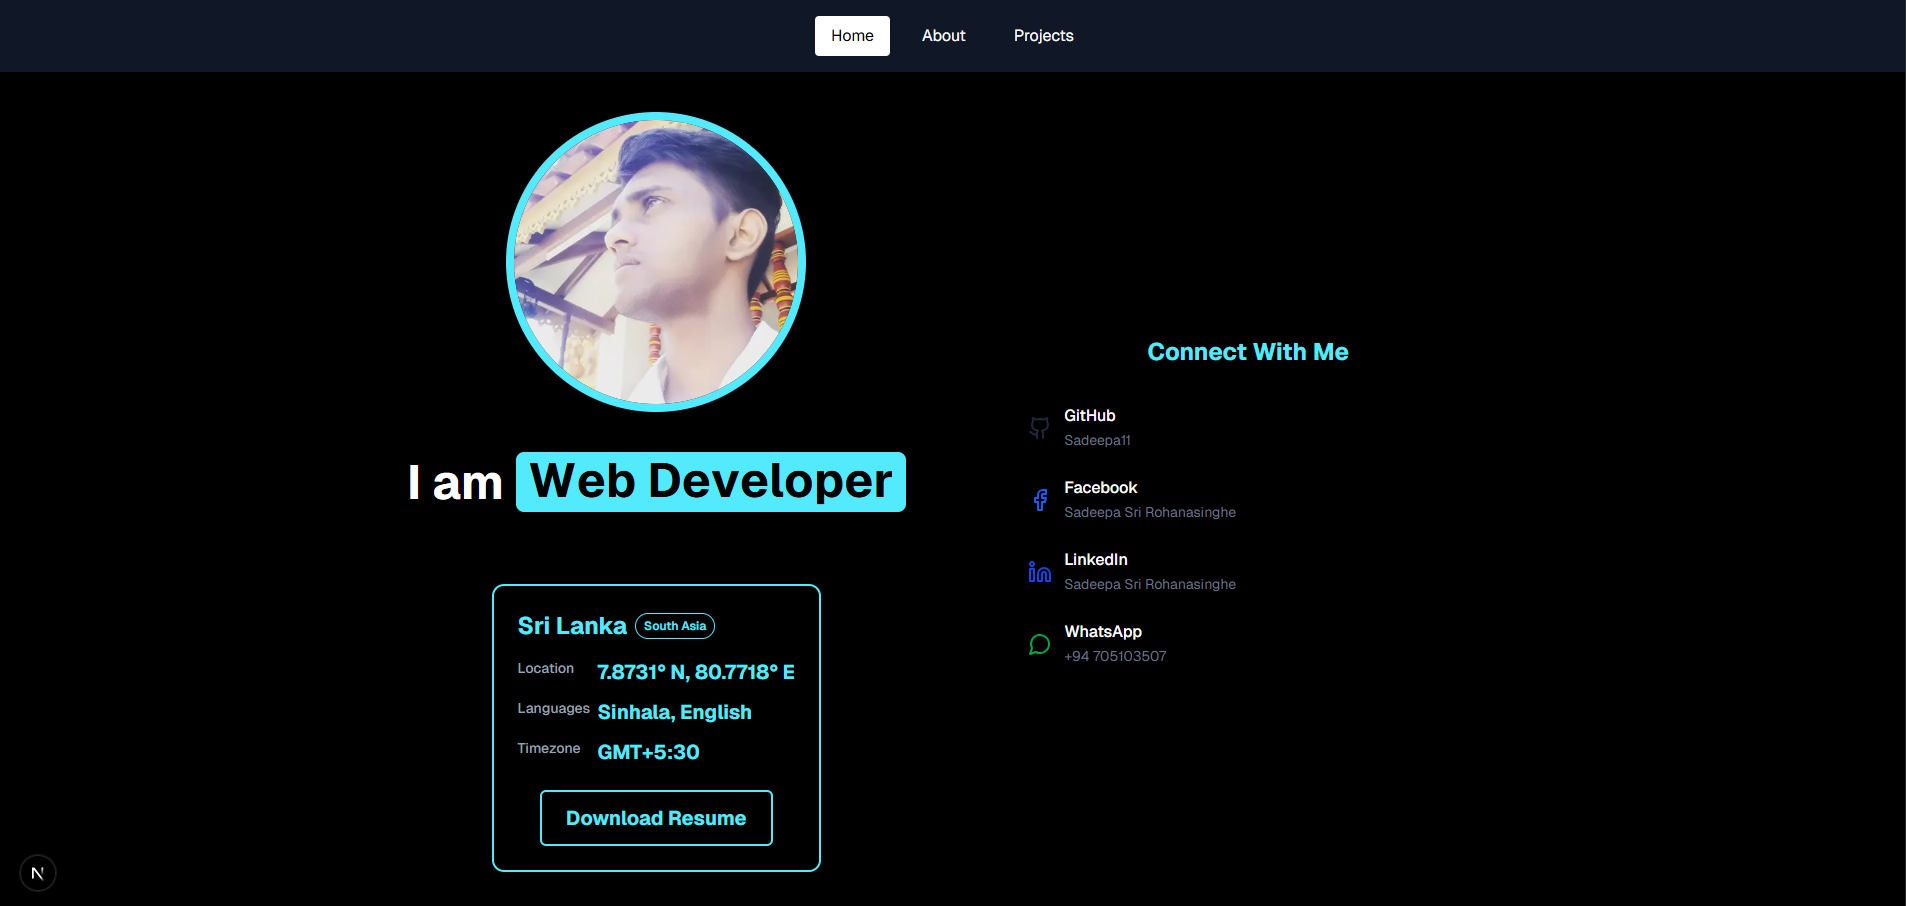 Home About Projects
I am Web Developer
Sri Lanka South Asia
Location 7.8731° N, 80.7718° E
Languages Sinhala, English
Timezone GMT+5:30
Download Resume
Connect With Me
GitHub
Sadeepa11
Facebook
Sadeepa Sri Rohanasinghe
LinkedIn
Sadeepa Sri Rohanasinghe
WhatsApp
+94 705103507
N